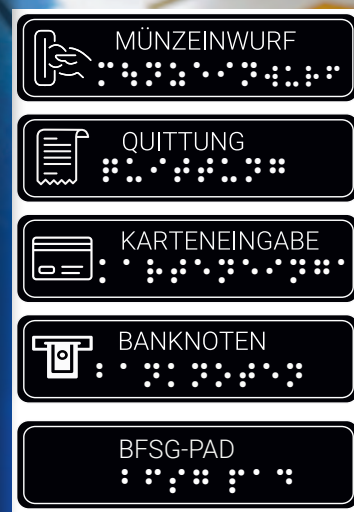 MÜNZEINWURF
QUITTUNG
KARTENEINGABE
BANKNOTEN
BFSG-PAD